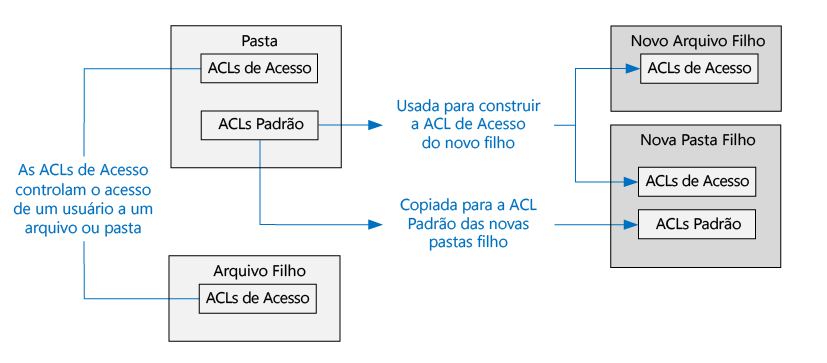 Pasta
ACLs de Acesso
ACLs Padrão
As ACLs de Acesso
controlam o acesso
de um usuário a um
arquivo ou pasta
Arquivo Filho
ACLs de Acesso
Usada para construir
a ACL de Acesso
do novo filho
Copiada para a ACL
Padrão das novas
pastas filho
Novo Arquivo Filho
ACLs de Acesso
Nova Pasta Filho
ACLs de Acesso
ACLs Padrão